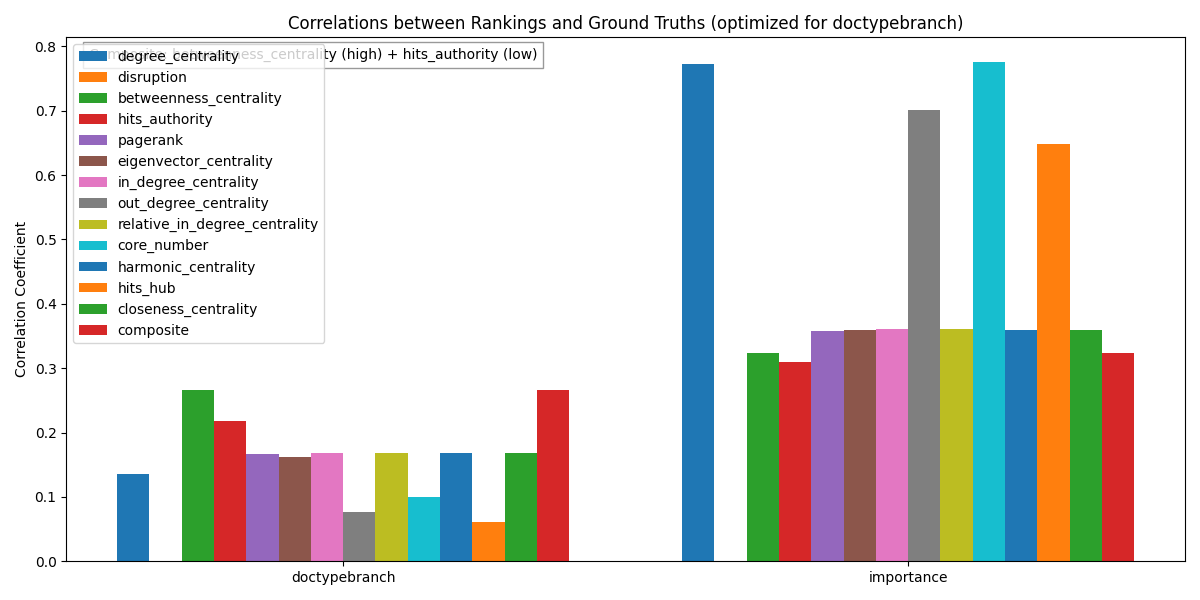 Correlations between Rankings and Ground Truths (optimized for doctypebranch)
Composite: betweenness_centrality (high) + hits_authority (low)
degree_centrality
disruption
betweenness_centrality
hits_authority
pagerank
eigenvector_centrality
in_degree_centrality
out_degree_centrality
relative_in_degree_centrality
core_number
harmonic_centrality
hits_hub
closeness_centrality
composite
Correlation Coefficient
0.8
0.7
0.6
0.5
0.4
0.3
0.2
0.1
0.0
doctypebranch
importance